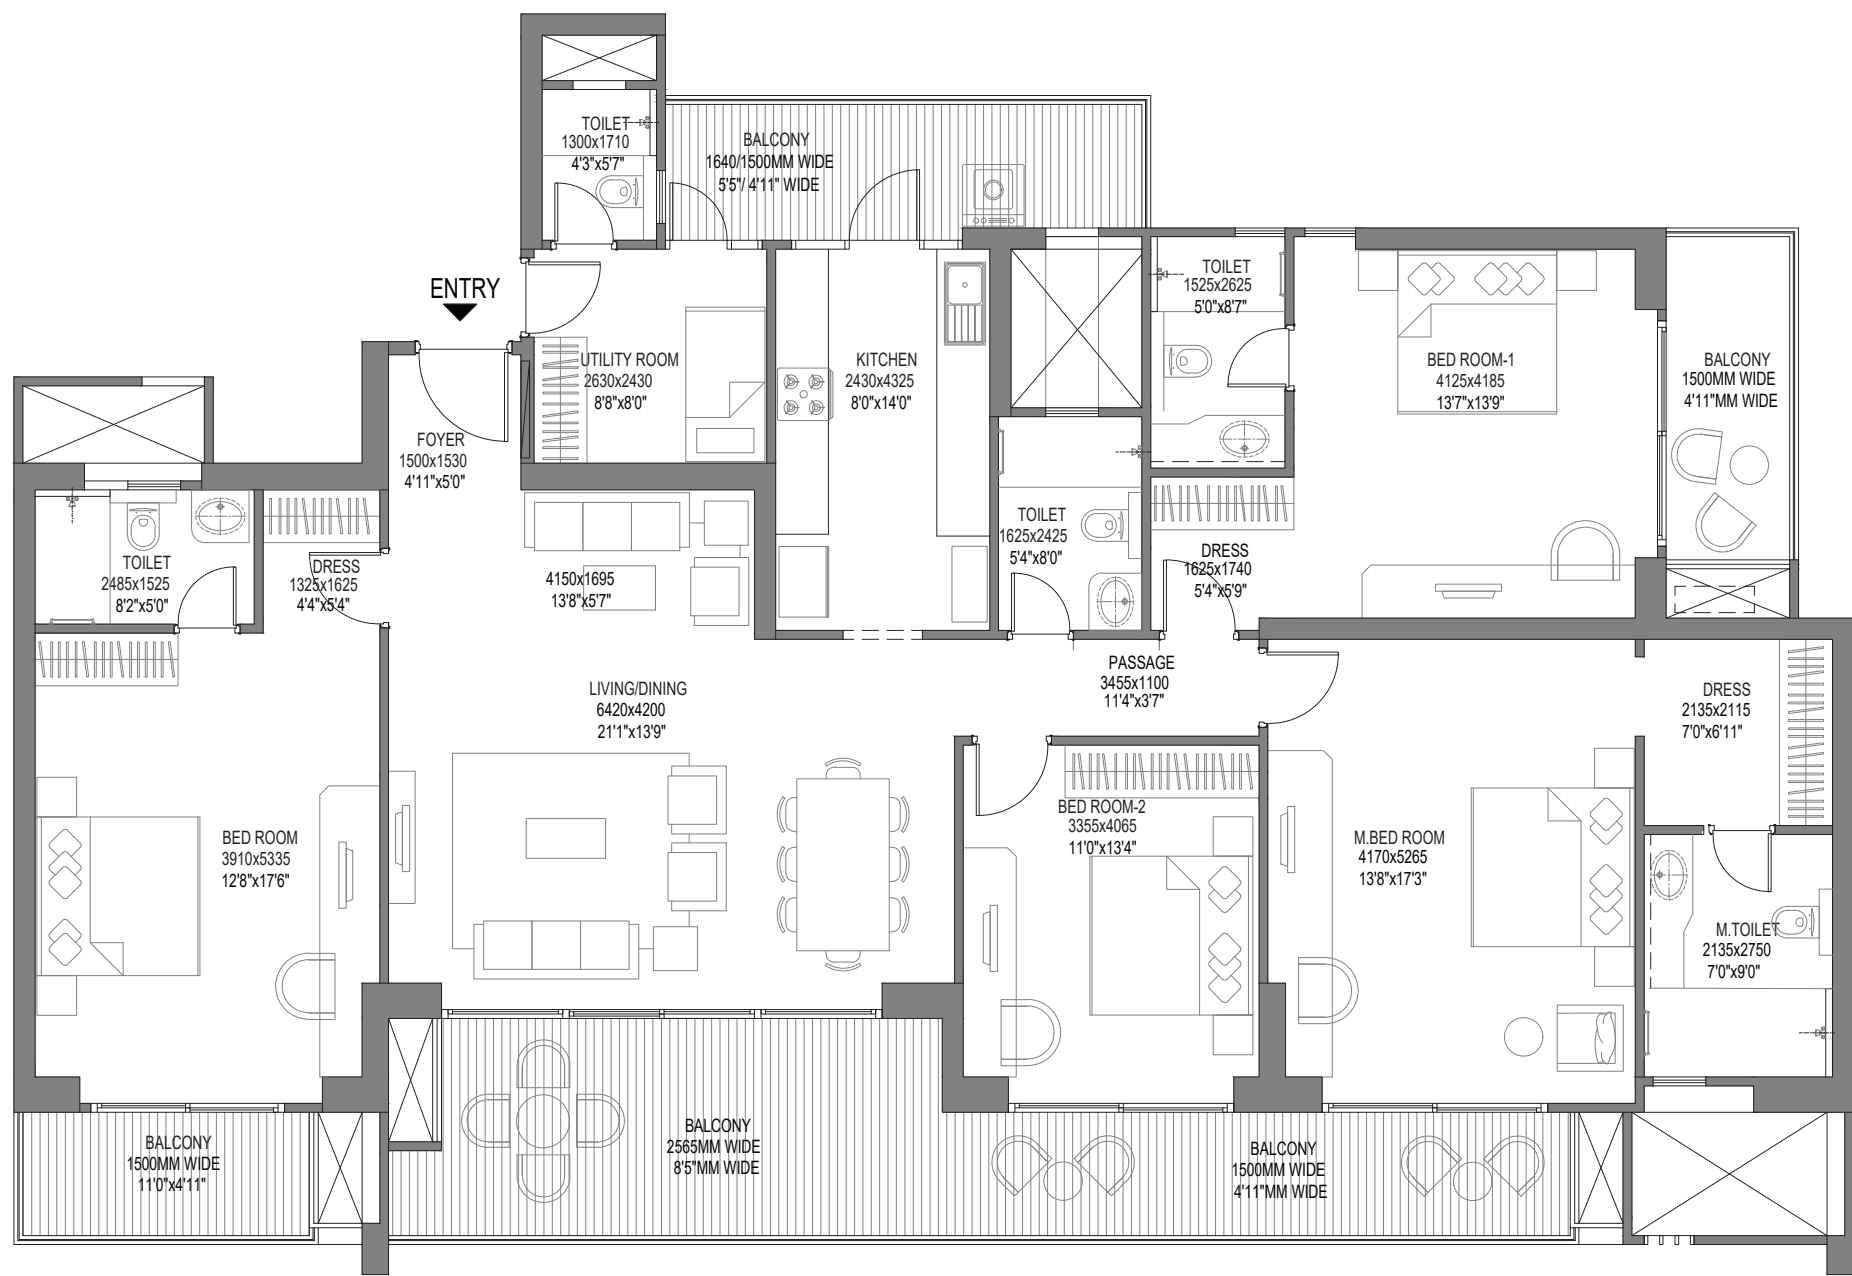 TOILET
1300x1710
4'3"x5'7"
BALCONY
1640/1500MM WIDE
5'5"/ 4'11" WIDE
ENTRY
TOILET
1525x2625
5'0"x8'7"
UTILITY ROOM
2630x2430
8'8"x8'0"
KITCHEN
2430x4325
8'0"x14'0"
BED ROOM-1
4125x4185
13'7"x13'9"
BALCONY
1500MM WIDE
4'11"MM WIDE
FOYER
1500x1530
4'11"x5'0"
TOILET
2485x1525
8'2"x5'0"
DRESS
1325x1625
4'4"x5'4"
4150x1695
13'8"x5'7"
TOILET
1625x2425
5'4"x8'0"
DRESS
1625x1740
5'4"x5'9"
LIVING/DINING
6420x4200
21'1"x13'9"
PASSAGE
3455x1100
11'4"x3'7"
DRESS
2135x2115
7'0"x6'11"
BED ROOM
3910x5335
12'8"x17'6"
BED ROOM-2
3355x4065
11'0"x13'4"
M.BED ROOM
4170x5265
13'8"x17'3"
M.TOILET
2135x2750
7'0"x9'0"
BALCONY
1500MM WIDE
11'0"x4'11"
BALCONY
2565MM WIDE
8'5"MM WIDE
BALCONY
1500MM WIDE
4'11"MM WIDE